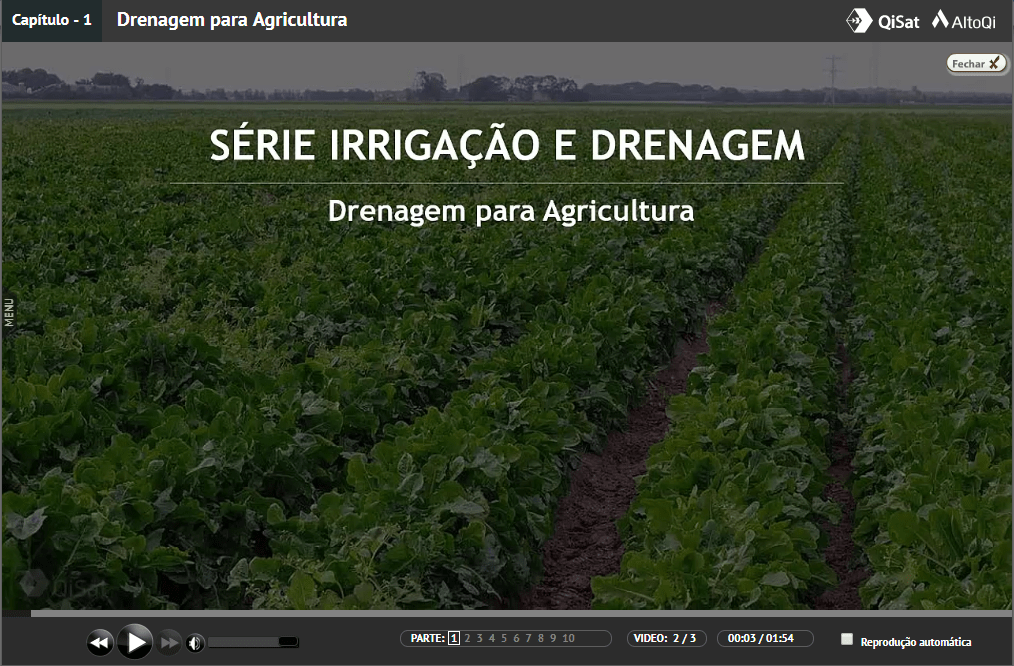 Capítulo - 1
Drenagem para Agricultura
QiSat
AltoQi
Fechar
SÉRIE IRRIGAÇÃO E DRENAGEM
Drenagem para Agricultura
MENU
QiSat
PARTE: 1 2 3 4 5 6 7 8 9 10
VIDEO: 2 / 3
00:03 / 01:54
Reprodução automática